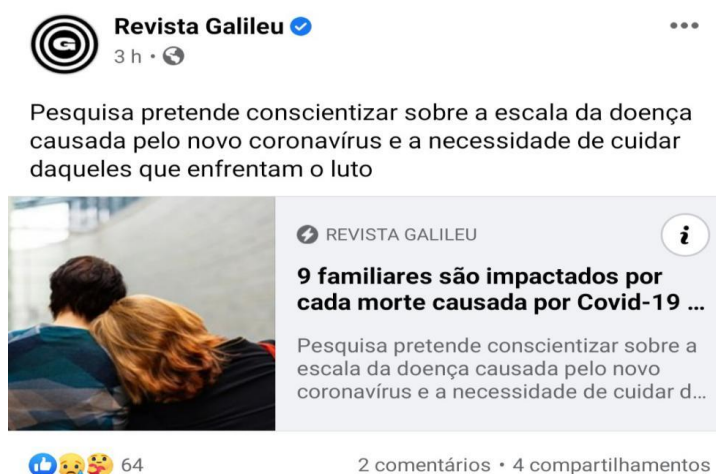 Revista Galileu
3 h
Pesquisa pretende conscientizar sobre a escala da doença
causada pelo novo coronavírus e a necessidade de cuidar
daqueles que enfrentam o luto
REVISTA GALILEU
9 familiares são impactados por
cada morte causada por Covid-19 ...
Pesquisa pretende conscientizar sobre a
escala da doença causada pelo novo
coronavírus e a necessidade de cuidar d...
64
2 comentários • 4 compartilhamentos